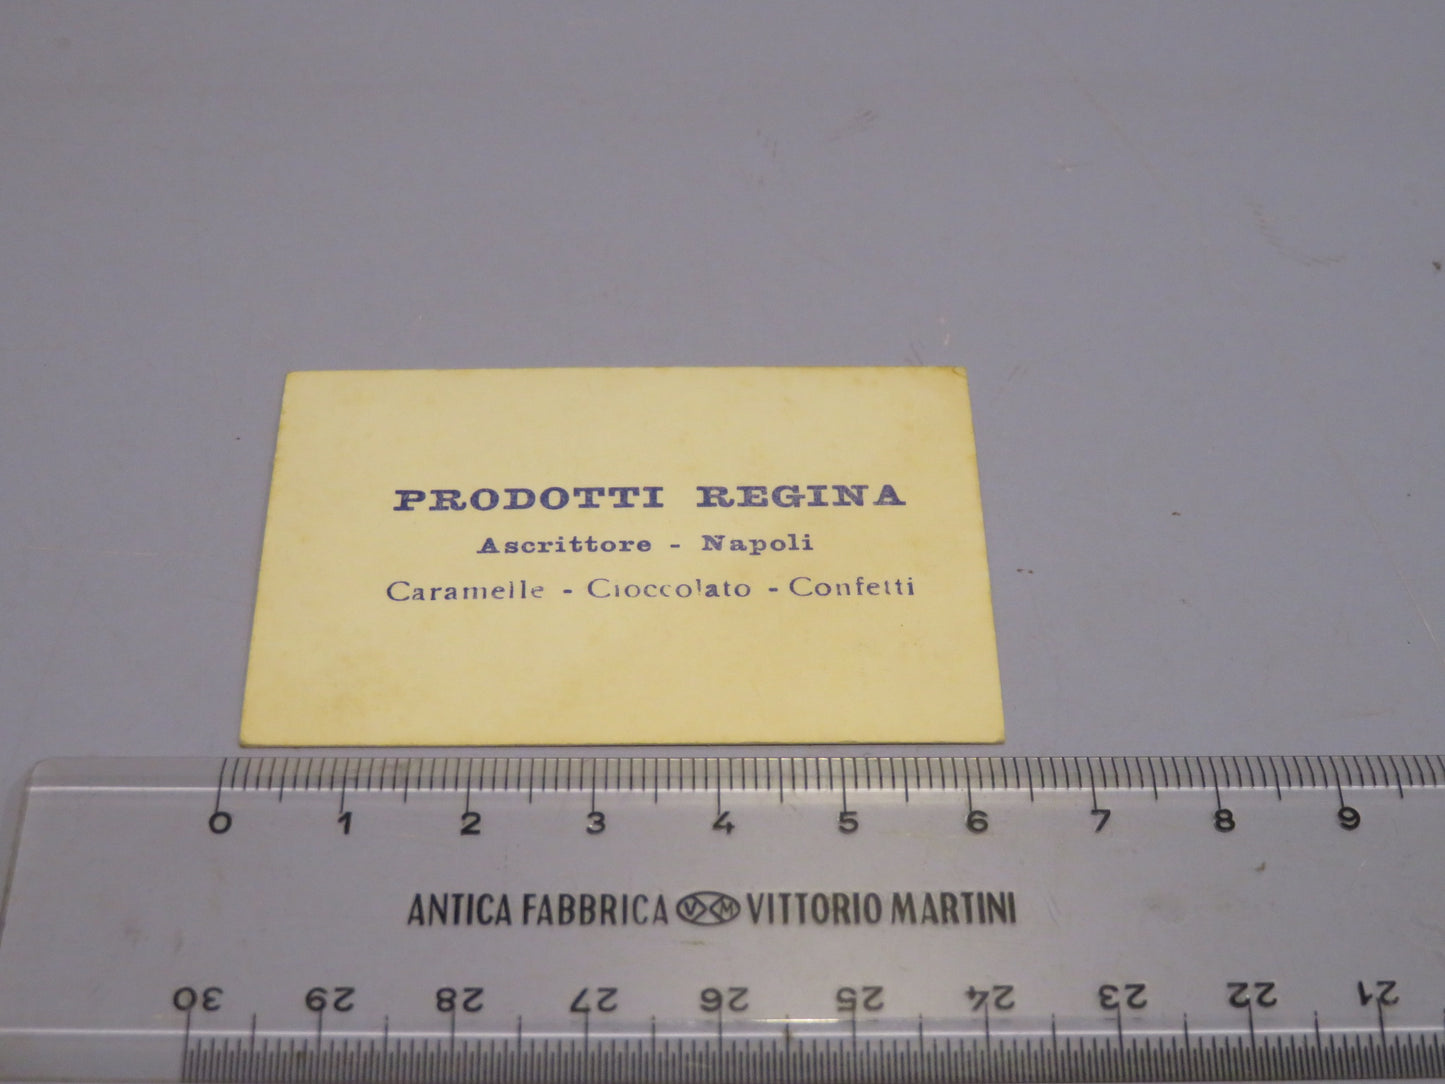 PRODOTTI REGINA
Ascrittore - Napoli
Caramelle - Cioccolato - Confetti
0 1 2 3 4 5 6 7 8 9
ANTICA FABBRICA VM VITTORIO MARTINI
30 29 28 27 26 25 24 23 22 21